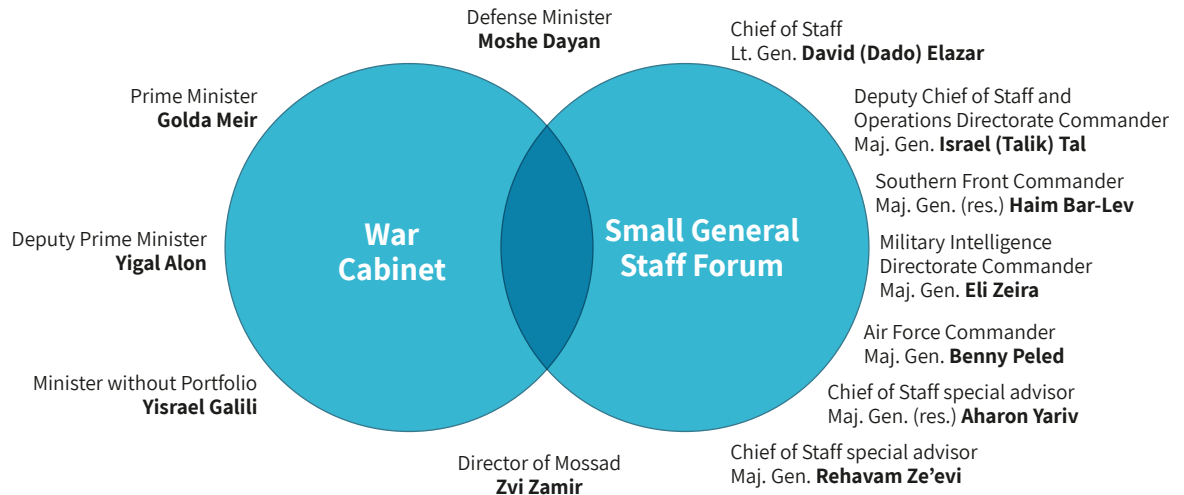 Defense Minister
Moshe Dayan
Prime Minister
Golda Meir
Deputy Prime Minister
Yigal Alon
Minister without Portfolio
Yisrael Galili
War
Cabinet
Small General
Staff Forum
Chief of Staff
Lt. Gen. David (Dado) Elazar
Deputy Chief of Staff and
Operations Directorate Commander
Maj. Gen. Israel (Talik) Tal
Southern Front Commander
Maj. Gen. (res.) Haim Bar-Lev
Military Intelligence
Directorate Commander
Maj. Gen. Eli Zeira
Air Force Commander
Maj. Gen. Benny Peled
Chief of Staff special advisor
Maj. Gen. (res.) Aharon Yariv
Chief of Staff special advisor
Maj. Gen. Rehavam Ze’evi
Director of Mossad
Zvi Zamir